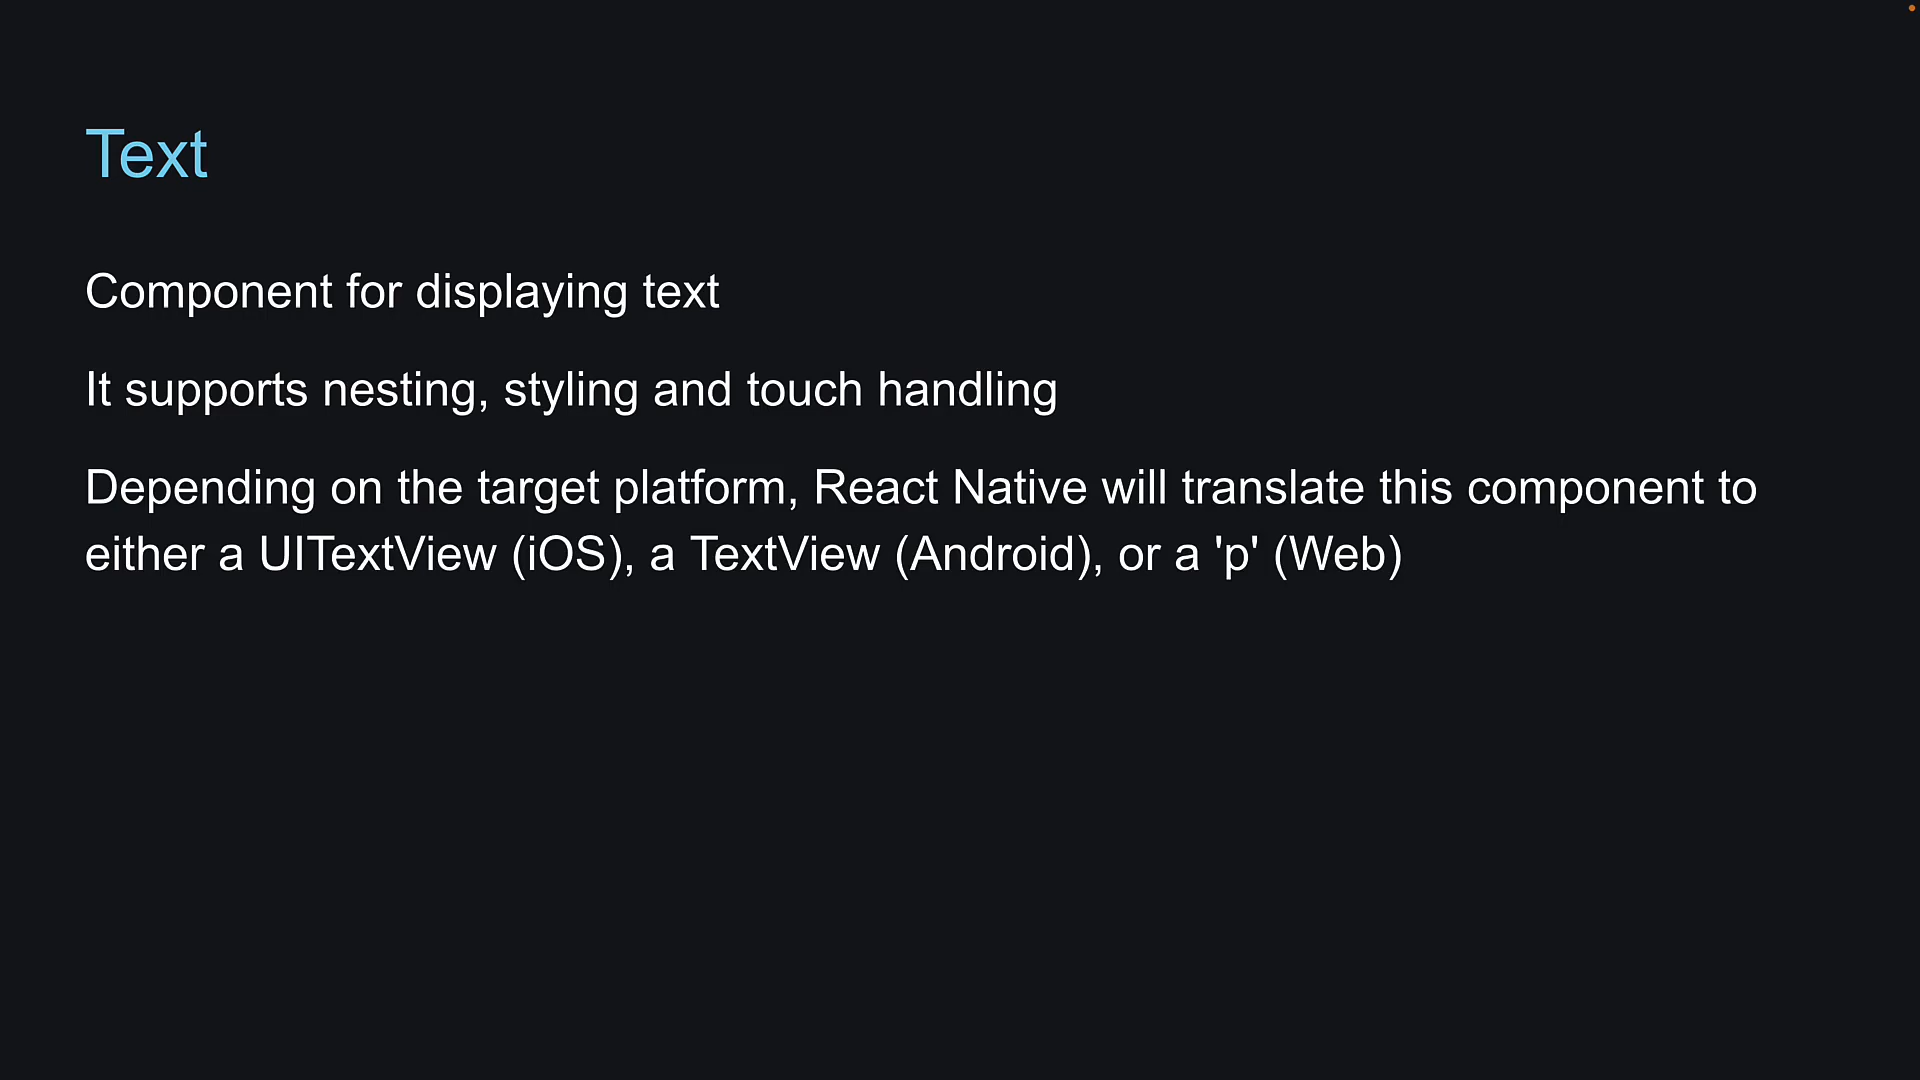 Text
Component for displaying text
It supports nesting, styling and touch handling
Depending on the target platform, React Native will translate this component to
either a UITextView (iOS), a TextView (Android), or a 'p' (Web)